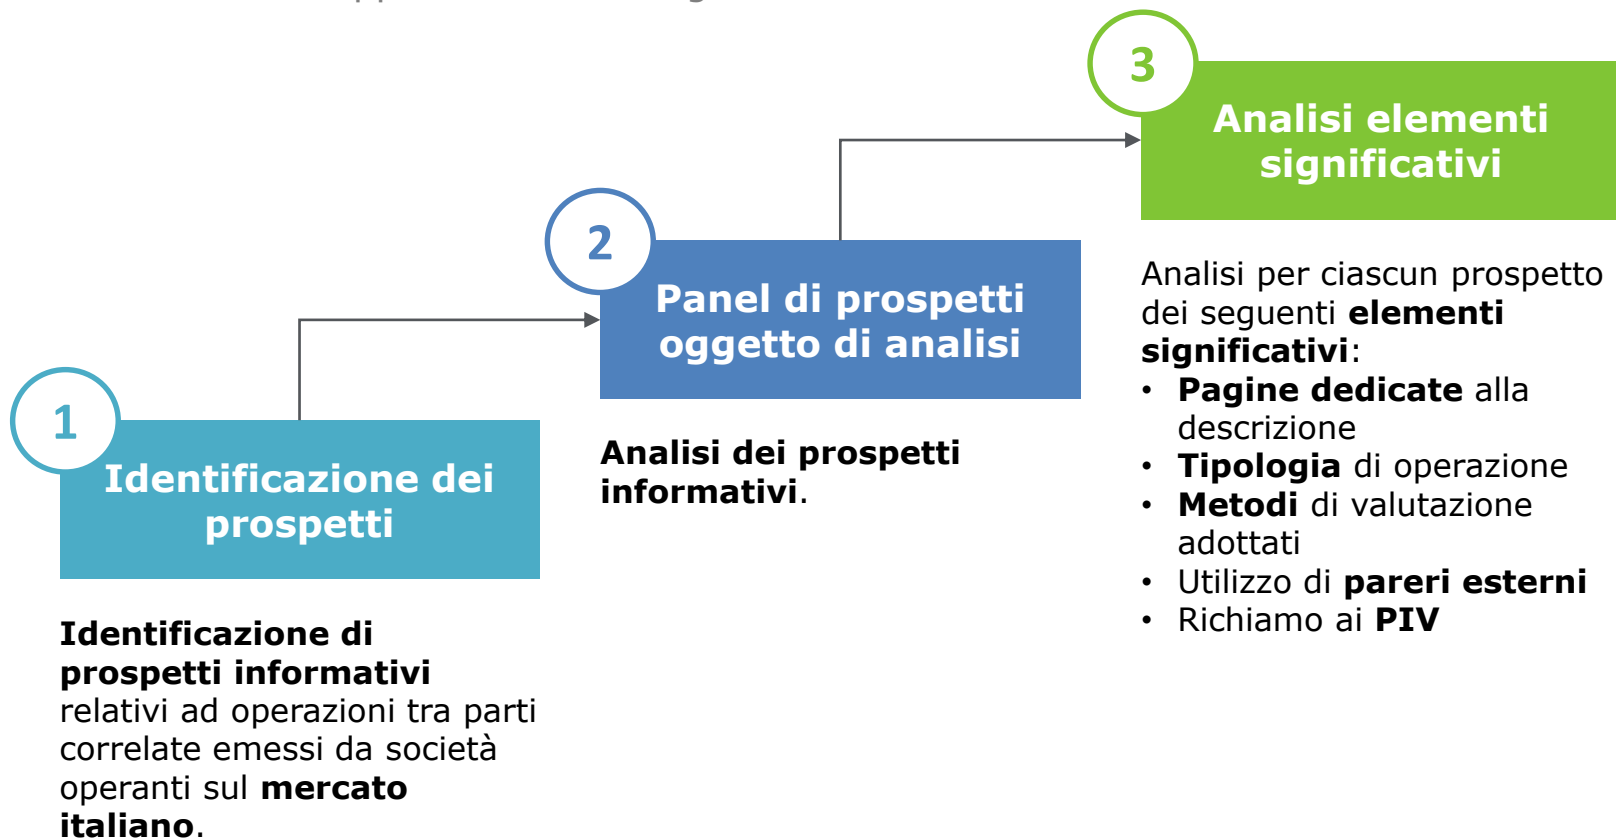 1
Identificazione dei
prospetti
Identificazione di
prospetti informativi
relativi ad operazioni tra parti
correlate emessi da società
operanti sul mercato
italiano.
2
Panel di prospetti
oggetto di analisi
Analisi dei prospetti
informativi.
3
Analisi elementi
significativi
Analisi per ciascun prospetto
dei seguenti elementi
significativi:
• Pagine dedicate alla
descrizione
• Tipologia di operazione
• Metodi di valutazione
adottati
• Utilizzo di pareri esterni
• Richiamo ai PIV